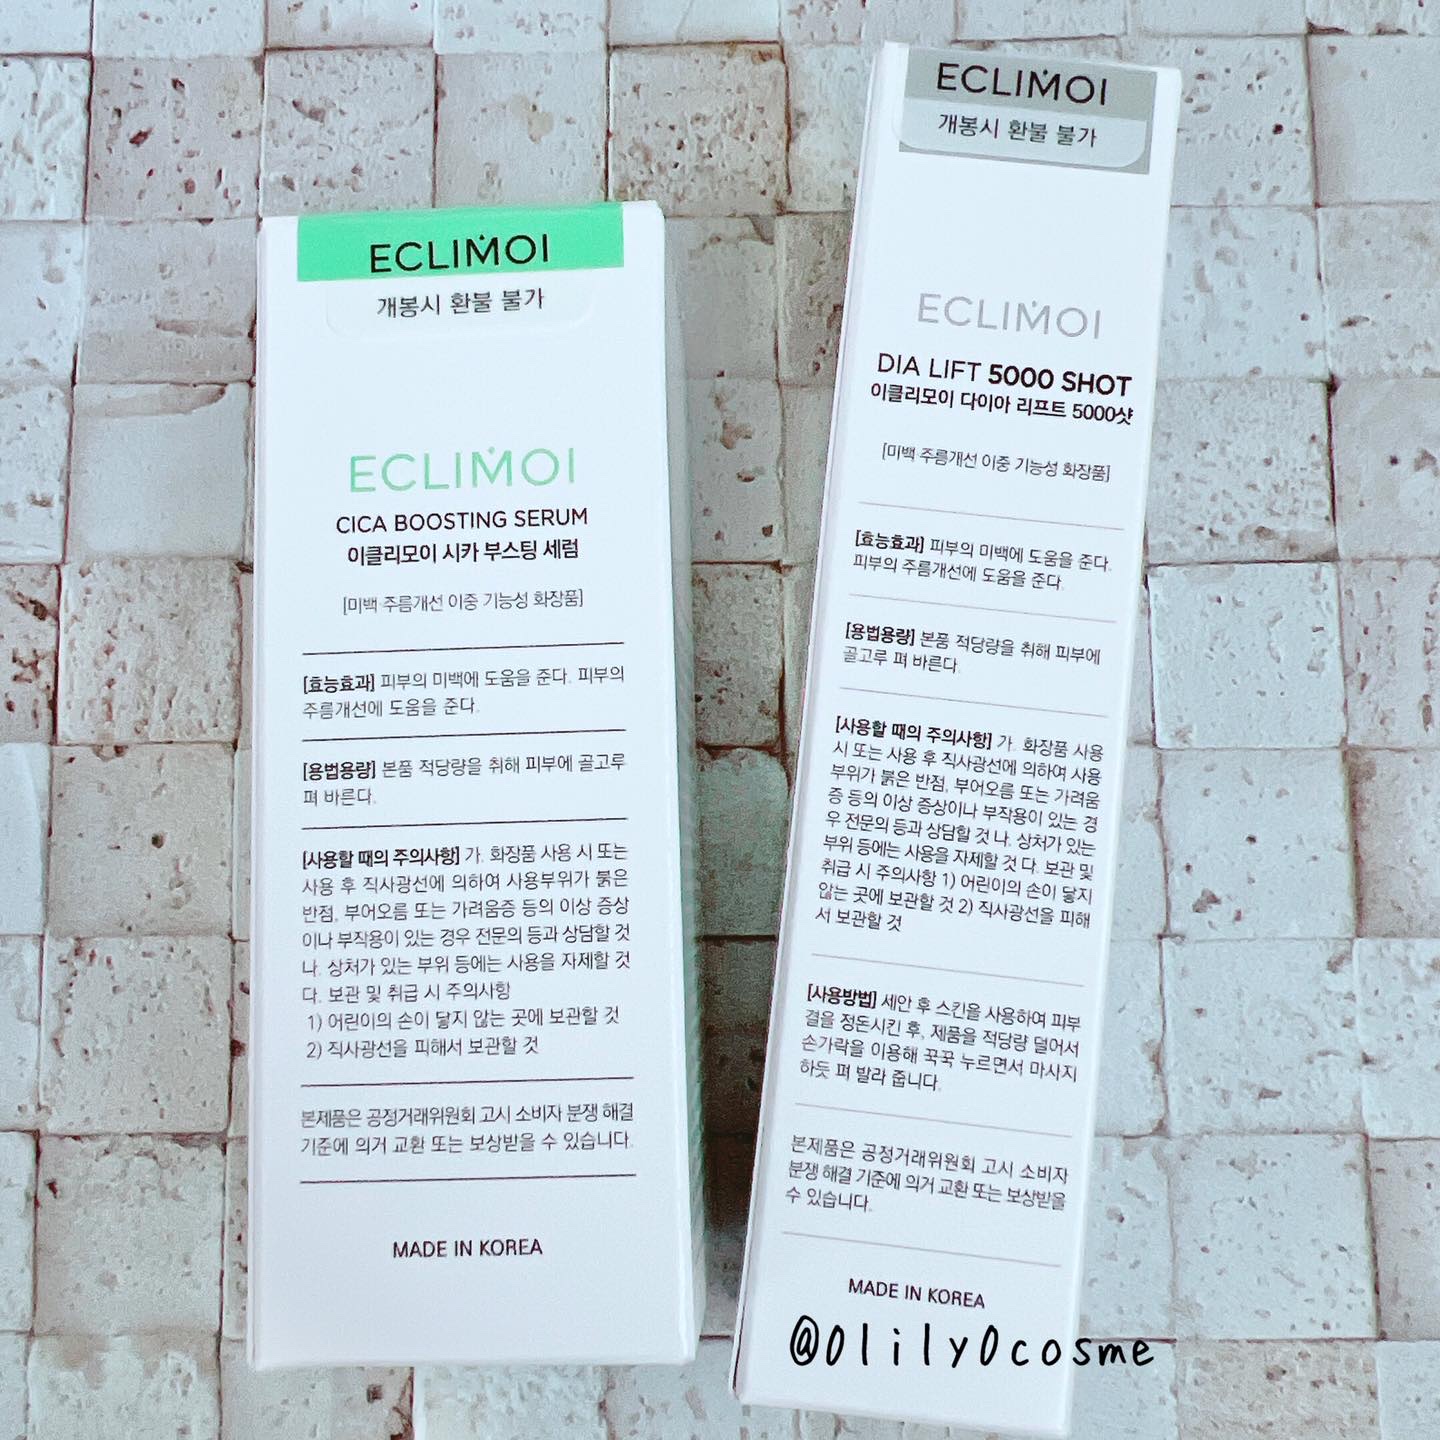 ECLIMOI
개봉시 환불 불가
ECLIMOI
CICA BOOSTING SERUM
이클리모이 시카 부스팅 세럼
[미백 주름개선 이중 기능성 화장품]
[효능효과] 피부의 미백에 도움을 준다. 피부의
주름개선에 도움을 준다.
[용법용량] 본품 적당량을 취해 피부에 골고루
펴 바른다.
[사용할 때의 주의사항] 가. 화장품 사용 시 또는
사용 후 직사광선에 의하여 사용부위가 붉은
반점, 부어오름 또는 가려움증 등의 이상 증상
이나 부작용이 있는 경우 전문의 등과 상담할 것
나. 상처가 있는 부위 등에는 사용을 자제할 것
다. 보관 및 취급 시 주의사항
1) 어린이의 손이 닿지 않는 곳에 보관할 것
2) 직사광선을 피해서 보관할 것
본제품은 공정거래위원회 고시 소비자 분쟁 해결
기준에 의거 교환 또는 보상받을 수 있습니다.
MADE IN KOREA
ECLIMOI
개봉시 환불 불가
ECLIMOI
DIA LIFT 5000 SHOT
이클리모이 다이아 리프트 5000샷
[미백 주름개선 이중 기능성 화장품]
[효능효과] 피부의 미백에 도움을 준다.
피부의 주름개선에 도움을 준다.
[용법용량] 본품 적당량을 취해 피부에
골고루 펴 바른다.
[사용할 때의 주의사항] 가. 화장품 사용
시 또는 사용 후 직사광선에 의하여 사용
부위가 붉은 반점, 부어오름 또는 가려움
증 등의 이상 증상이나 부작용이 있는 경
우 전문의 등과 상담할 것 나. 상처가 있는
부위 등에는 사용을 자제할 것 다. 보관 및
취급 시 주의사항 1) 어린이의 손이 닿지
않는 곳에 보관할 것 2) 직사광선을 피해
서 보관할 것
[사용방법] 세안 후 스킨을 사용하여 피부
결을 정돈시킨 후, 제품을 적당량 덜어서
손가락을 이용해 꾹꾹 누르면서 마사지
하듯 펴 발라 줍니다.
본제품은 공정거래위원회 고시 소비자
분쟁 해결 기준에 의거 교환 또는 보상받을
수 있습니다.
MADE IN KOREA
@0lily0cosme